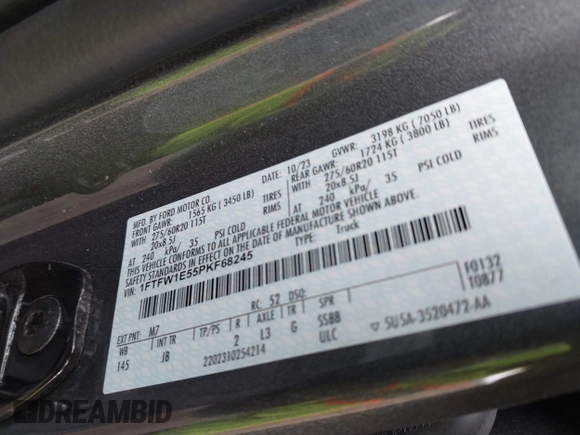 MFD. BY FORD MOTOR CO.
DATE: 10/23 GVWR: 3198 KG (7050 LB)
FRONT GAWR: 1565 KG (3450 LB) REAR GAWR: 1724 KG (3800 LB)
WITH 275/60R20 115T TIRES WITH 275/60R20 115T TIRES
20x8.5J RIMS 20x8.5J RIMS
AT 240 kPa/ 35 PSI COLD AT 240 kPa/ 35 PSI COLD
THIS VEHICLE CONFORMS TO ALL APPLICABLE FEDERAL MOTOR VEHICLE
SAFETY STANDARDS IN EFFECT ON THE DATE OF MANUFACTURE SHOWN ABOVE.
VIN: 1FTFW1E55PKF68245 TYPE: Truck
F0132
EXT PNT: M7 RC: 52 DSO: 10877
WB INT TR TP/PS R AXLE TR SPR
145 JB 2 L3 G SSBB
2202310254214 ULC 5U5A-3520472-AA
DREAMBID